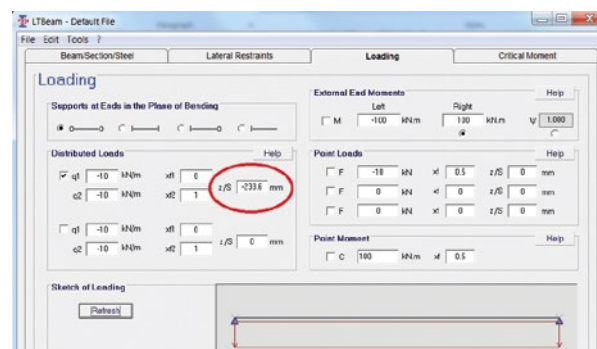 LTBeam - Default File
File Edit Tools ?
Beam/Section/Steel Lateral Restraints Loading Critical Moment
Loading
Supports at Ends in the Plane of Bending
External End Moments Help
Left Right
M -100 kN.m 100 kN.m ψ 1.000
Distributed Loads Help
q1 -10 kN/m xf1 0
q2 -10 kN/m xf2 1
z/S -233.6 mm
q1 -10 kN/m xf1 0
q2 -10 kN/m xf2 1
z/S 0 mm
Point Loads Help
F -10 kN xf 0.5 z/S 0 mm
F 0 kN xf 0 z/S 0 mm
F 0 kN xf 0 z/S 0 mm
Point Moment Help
C 100 kN.m xf 0.5
Sketch of Loading
Refresh